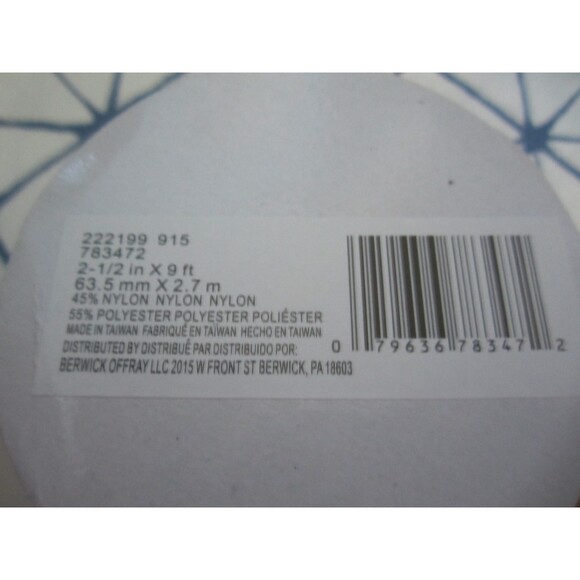 222199 915
783472
2-1/2 in X 9 ft
63.5 mm X 2.7 m
45% NYLON NYLON NYLON
55% POLYESTER POLYESTER POLIÉSTER
MADE IN TAIWAN FABRIQUÉ EN TAÏWAN HECHO EN TAIWAN
DISTRIBUTED BY DISTRIBUÉ PAR DISTRIBUIDO POR:
BERWICK OFFRAY LLC 2015 W FRONT ST BERWICK, PA 18603
0 79636 78347 2